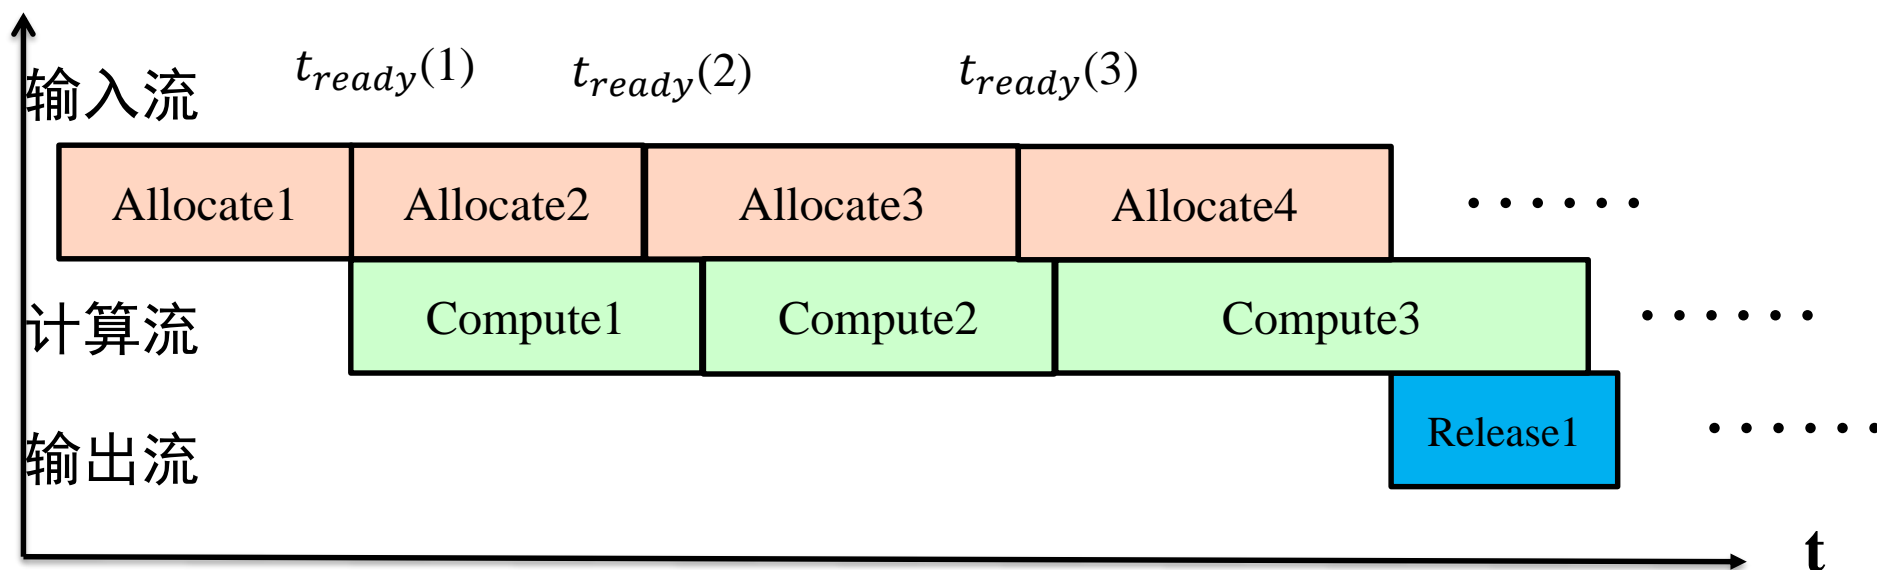 输入流
t_ready(1)
t_ready(2)
t_ready(3)
Allocate1
Allocate2
Allocate3
Allocate4
......
计算流
Compute1
Compute2
Compute3
......
输出流
Release1
......
t